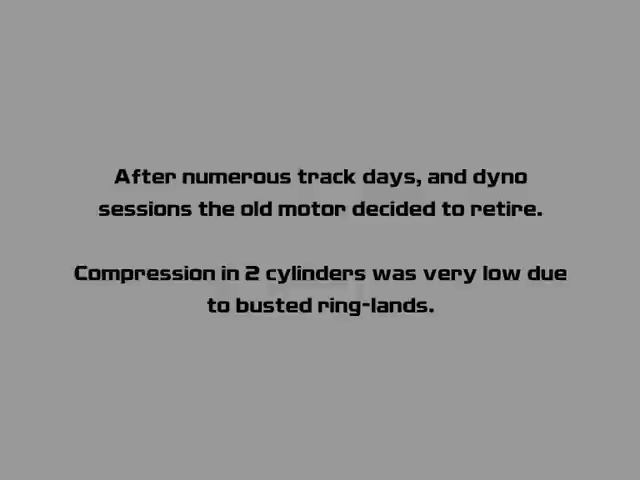 After numerous track days, and dyno
sessions the old motor decided to retire.
Compression in 2 cylinders was very low due
to busted ring-lands.